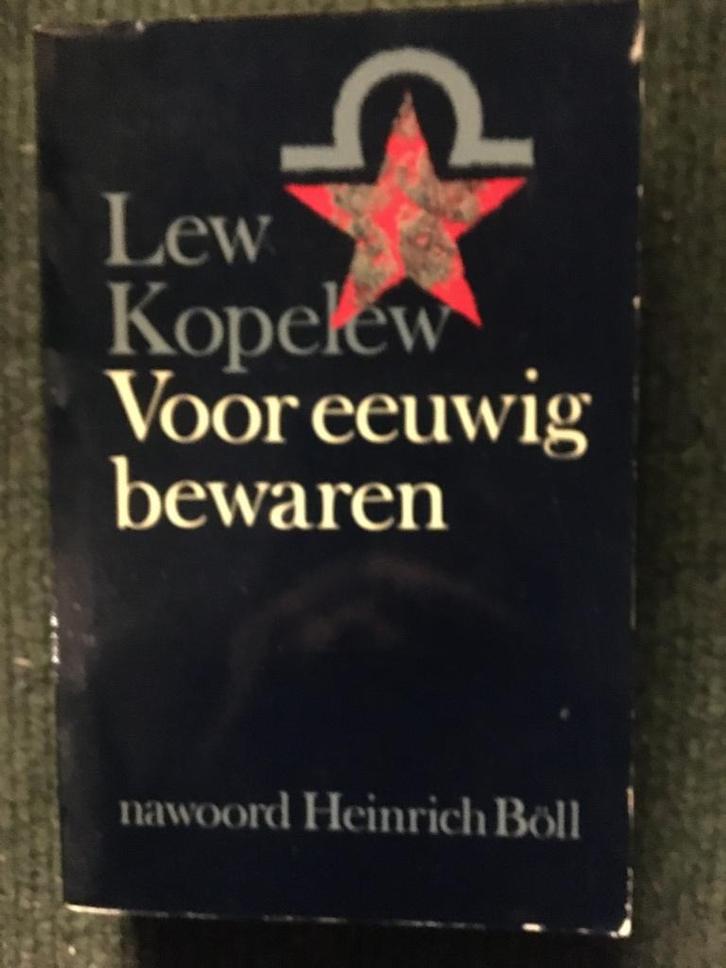 Lew
Kopelew
Voor eeuwig
bewaren
nawoord Heinrich Böll